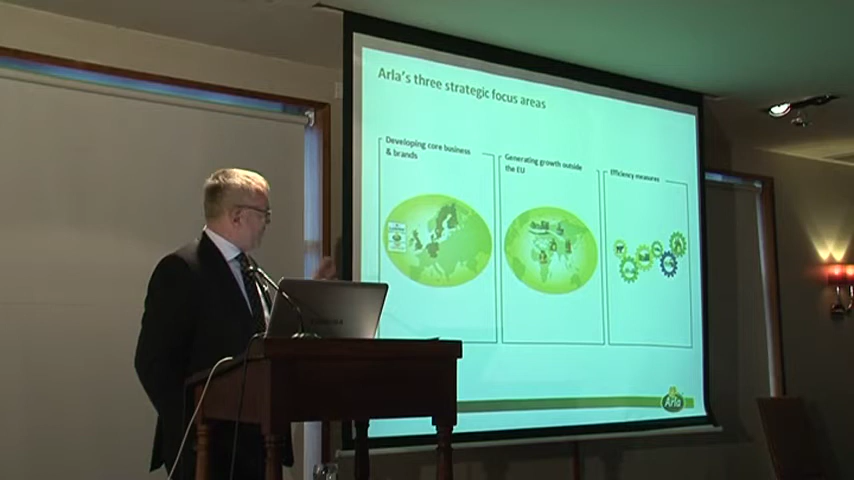 Arla's three strategic focus areas
Developing core business
& brands
Generating growth outside
the EU
Efficiency measures
Arla